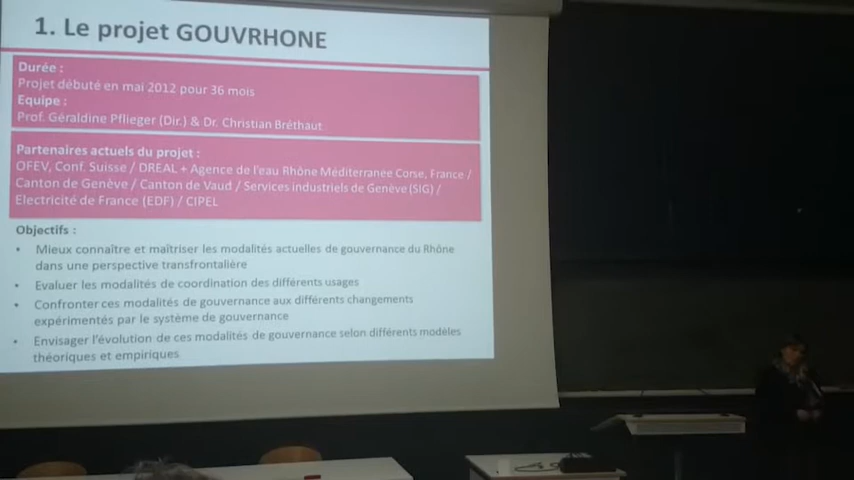 1. Le projet GOUVRHONE
Durée :
Projet débuté en mai 2012 pour 36 mois
Equipe :
Prof. Géraldine Pflieger (Dir.) & Dr. Christian Bréthaut
Partenaires actuels du projet :
OFEV, Conf. Suisse / DREAL + Agence de l'eau Rhône Méditerranée Corse, France /
Canton de Genève / Canton de Vaud / Services industriels de Genève (SIG) /
Electricité de France (EDF) / CIPEL
Objectifs :
• Mieux connaître et maîtriser les modalités actuelles de gouvernance du Rhône
dans une perspective transfrontalière
• Evaluer les modalités de coordination des différents usages
• Confronter ces modalités de gouvernance aux différents changements
expérimentés par le système de gouvernance
• Envisager l'évolution de ces modalités de gouvernance selon différents modèles
théoriques et empiriques